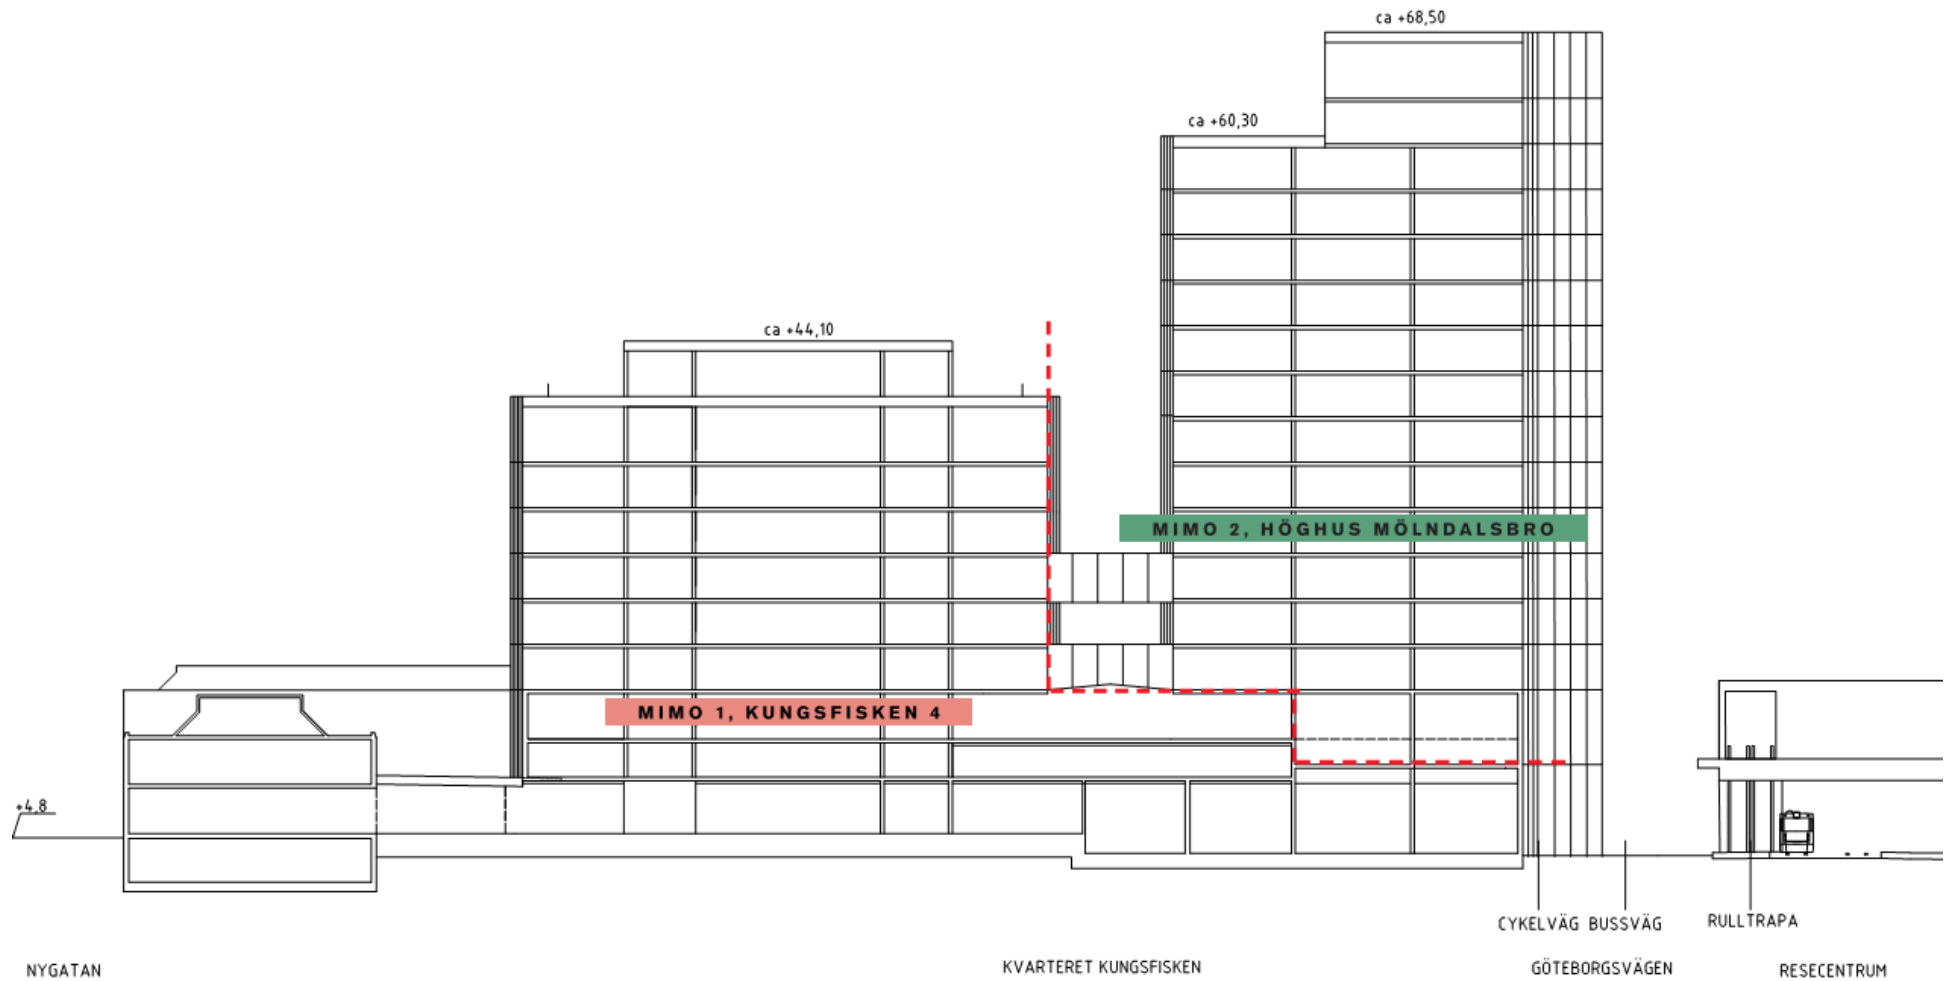 ca +68,50
ca +60,30
ca +44,10
MIMO 2, HÖGHUS MÖLNDALSBRO
MIMO 1, KUNGSFISKEN 4
+4,8
CYKELVÄG BUSSVÄG RULLTRAPA
NYGATAN KVARTERET KUNGSFISKEN GÖTEBORGSVÄGEN RESECENTRUM